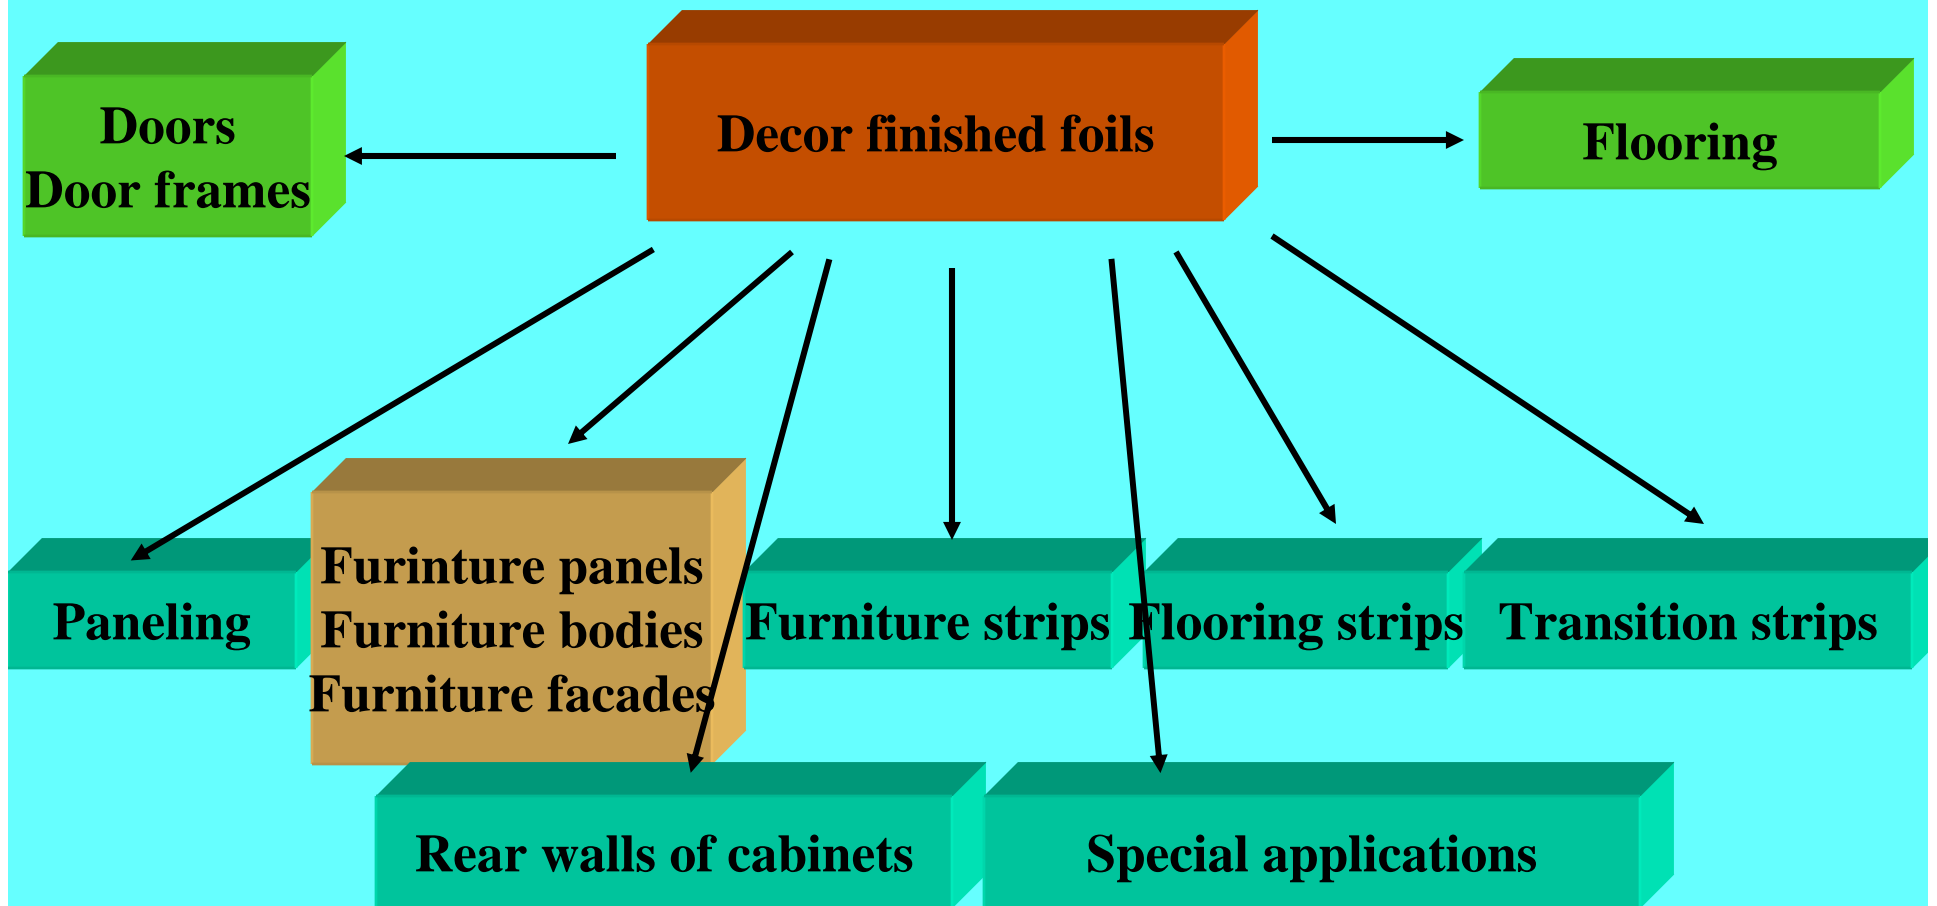 Doors
Door frames
Decor finished foils
Flooring
Paneling
Furinture panels
Furniture bodies
Furniture facades
Furniture strips
Flooring strips
Transition strips
Rear walls of cabinets
Special applications